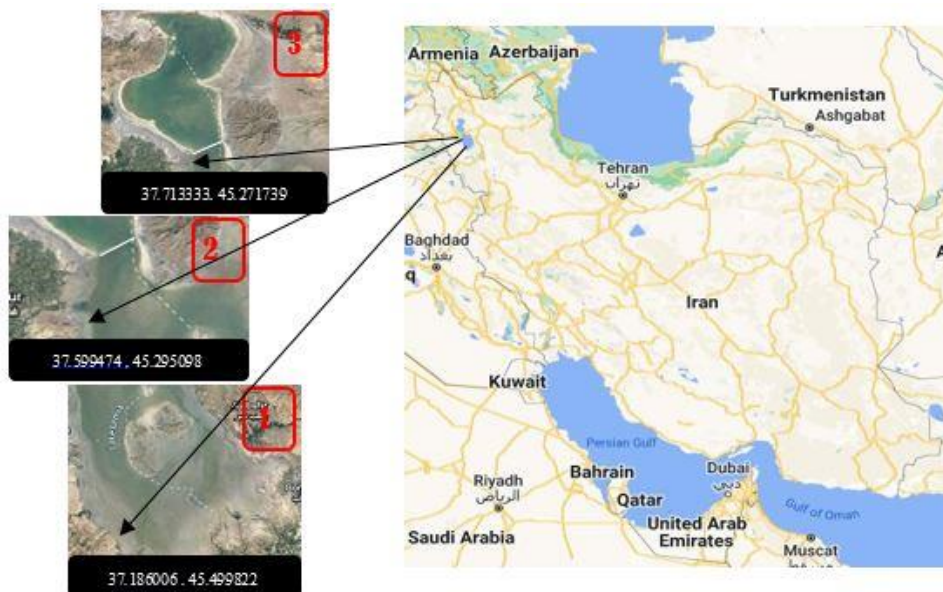 3
37.713333, 45.271739
2
37.599474 , 45.295098
1
37.186006 , 45.499822
Armenia Azerbaijan
Turkmenistan
Ashgabat
Tehran
تهران
Baghdad
بغداد
q
Iran
Kuwait
Persian Gulf
Bahrain
Dubai
دبي
Riyadh
الرياض
Qatar
Gulf of Oman
United Arab
Emirates
Saudi Arabia
Muscat